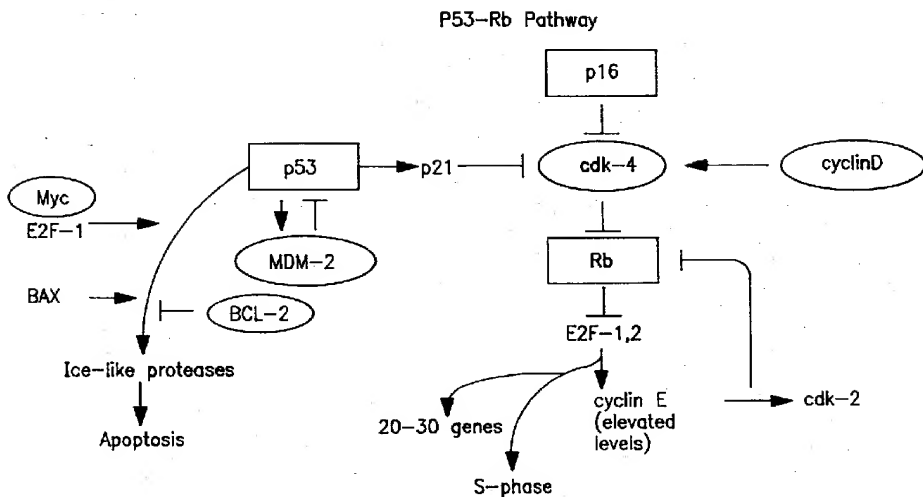 P53-Rb Pathway
p16
p53
p21
cdk-4
cyclinD
Myc
E2F-1
MDM-2
Rb
BAX
BCL-2
E2F-1,2
Ice-like proteases
20-30 genes
cyclin E
(elevated
levels)
cdk-2
Apoptosis
S-phase